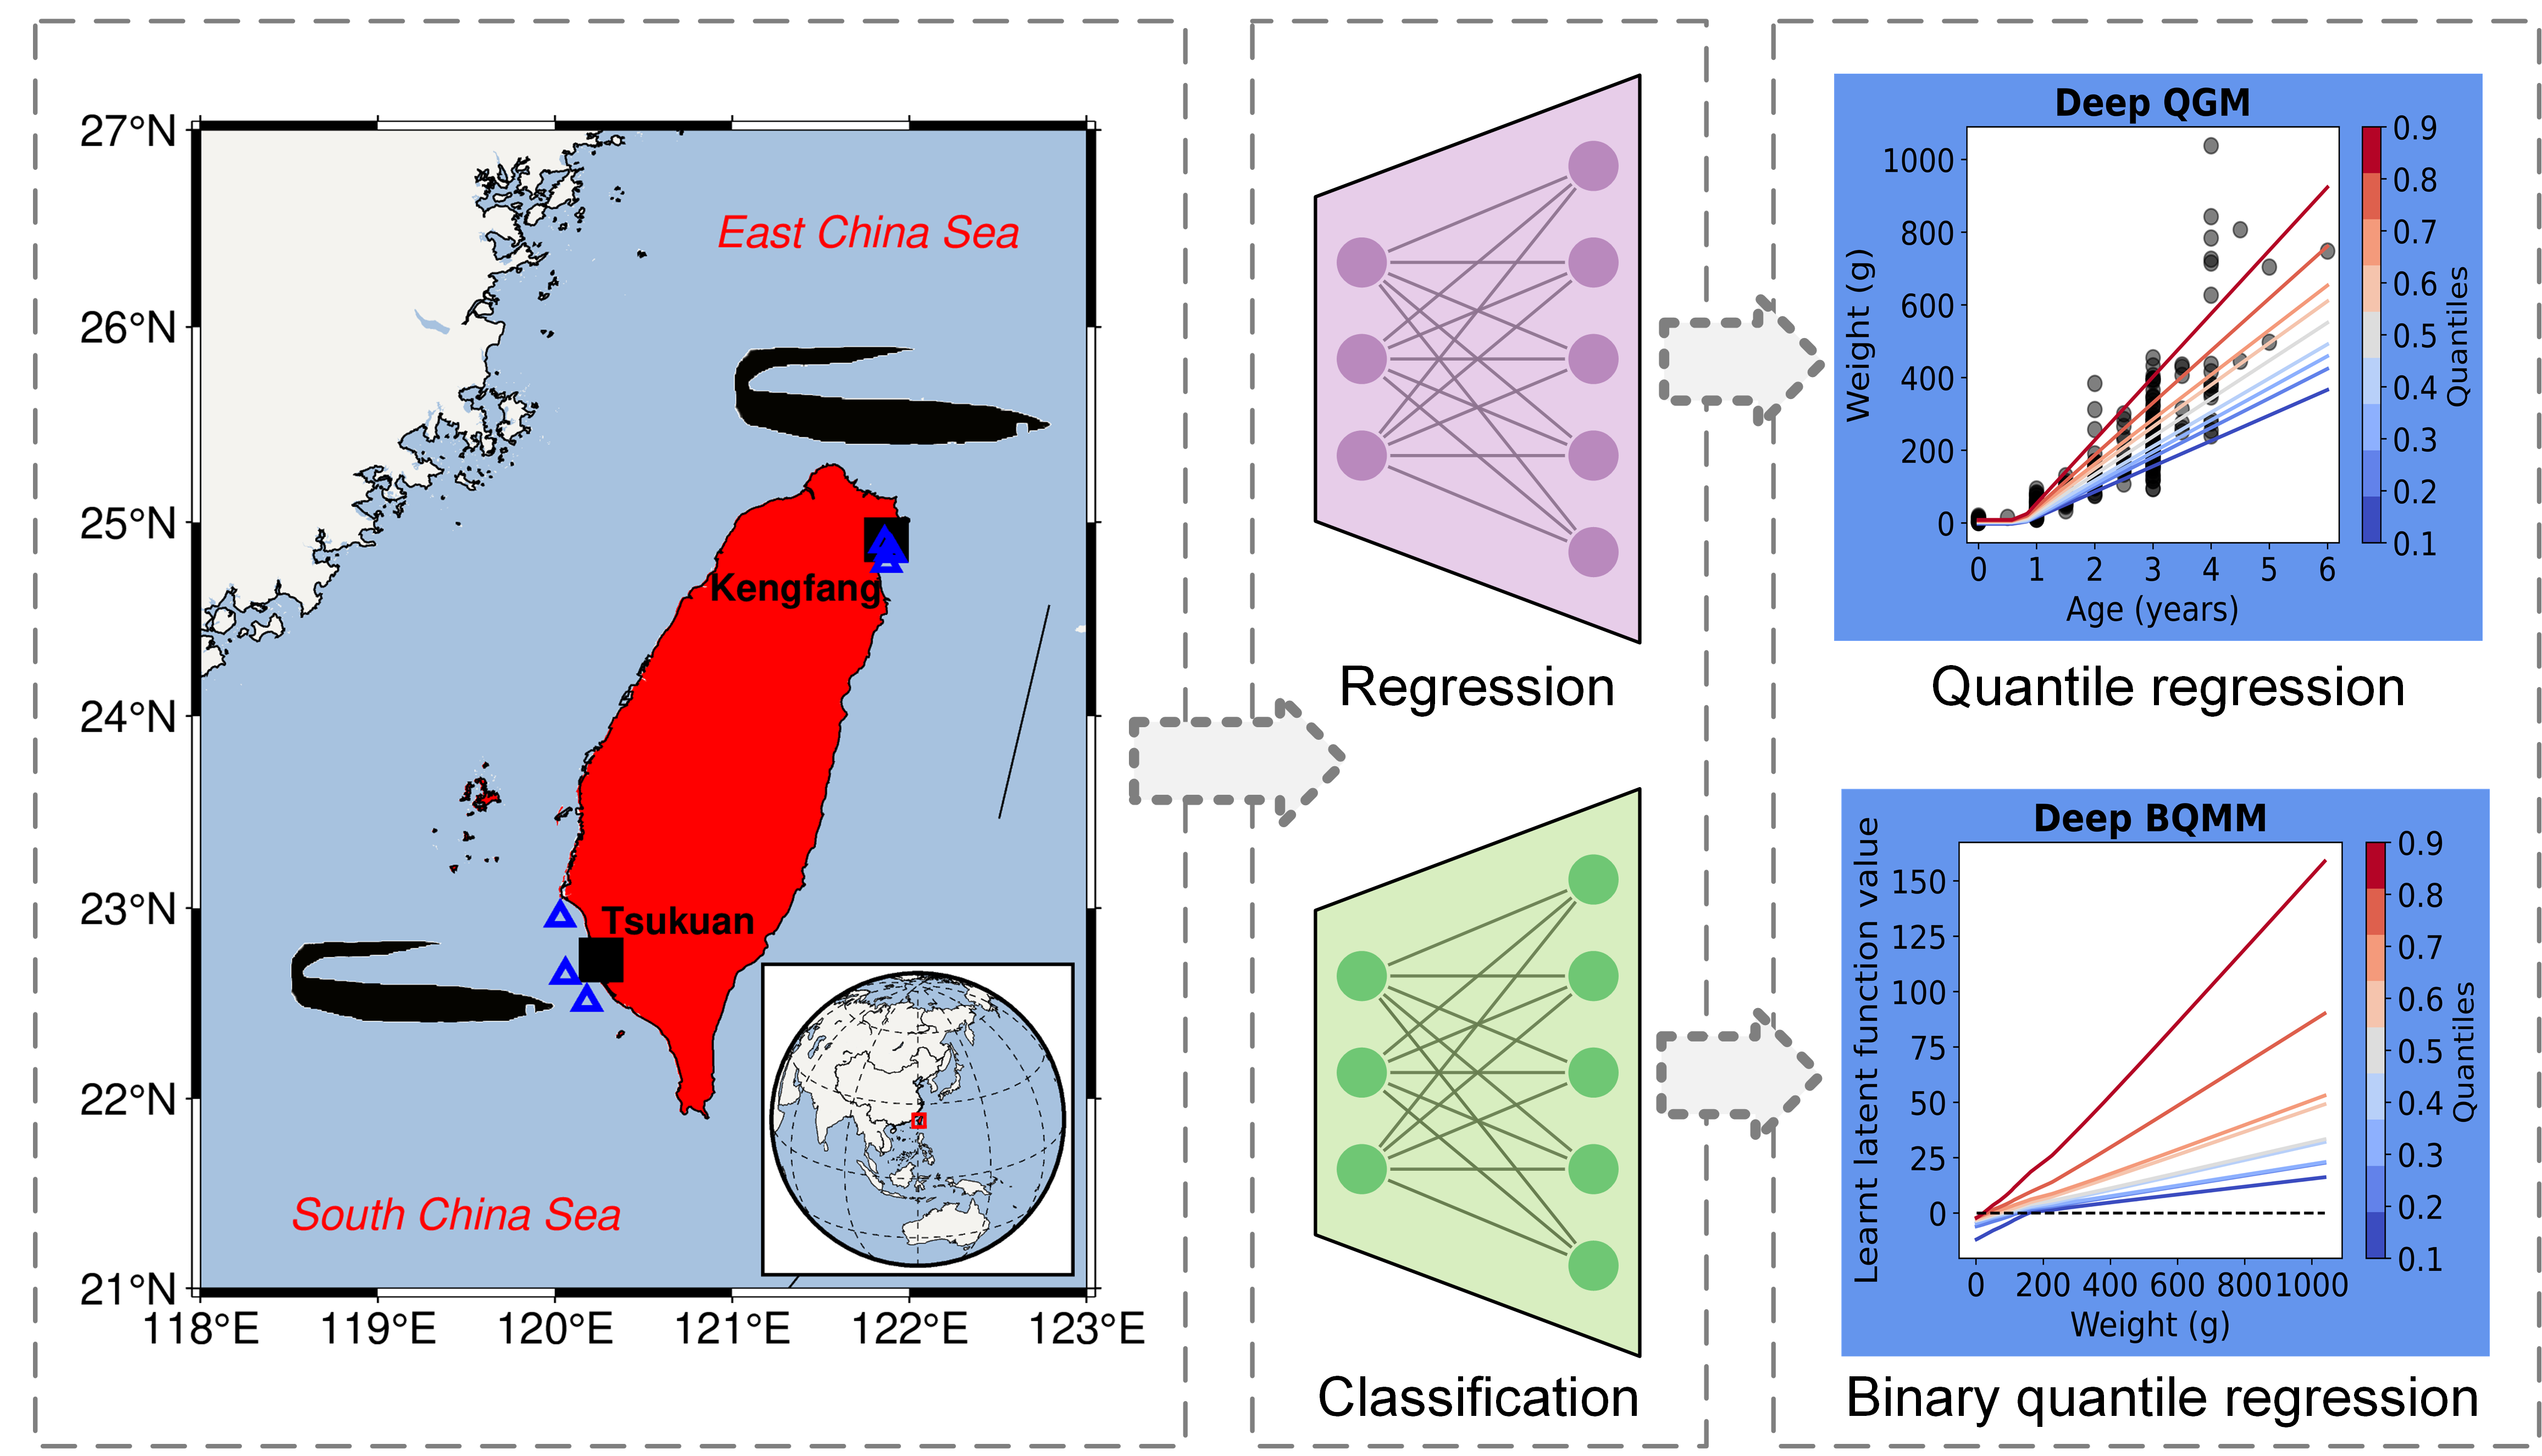 27°N
26°N
25°N
24°N
23°N
22°N
21°N
118°E
119°E
120°E
121°E
122°E
123°E
East China Sea
Kengfang
Tsukuan
South China Sea
Regression
Classification
Deep QGM
Weight (g)
1000
800
600
400
200
0
0 1 2 3 4 5 6
Age (years)
0.9
0.8
0.7
0.6
0.5
0.4
0.3
0.2
0.1
Quantiles
Quantile regression
Deep BQMM
Learnt latent function value
150
125
100
75
50
25
0
0 200 400 600 800 1000
Weight (g)
0.9
0.8
0.7
0.6
0.5
0.4
0.3
0.2
0.1
Quantiles
Binary quantile regression